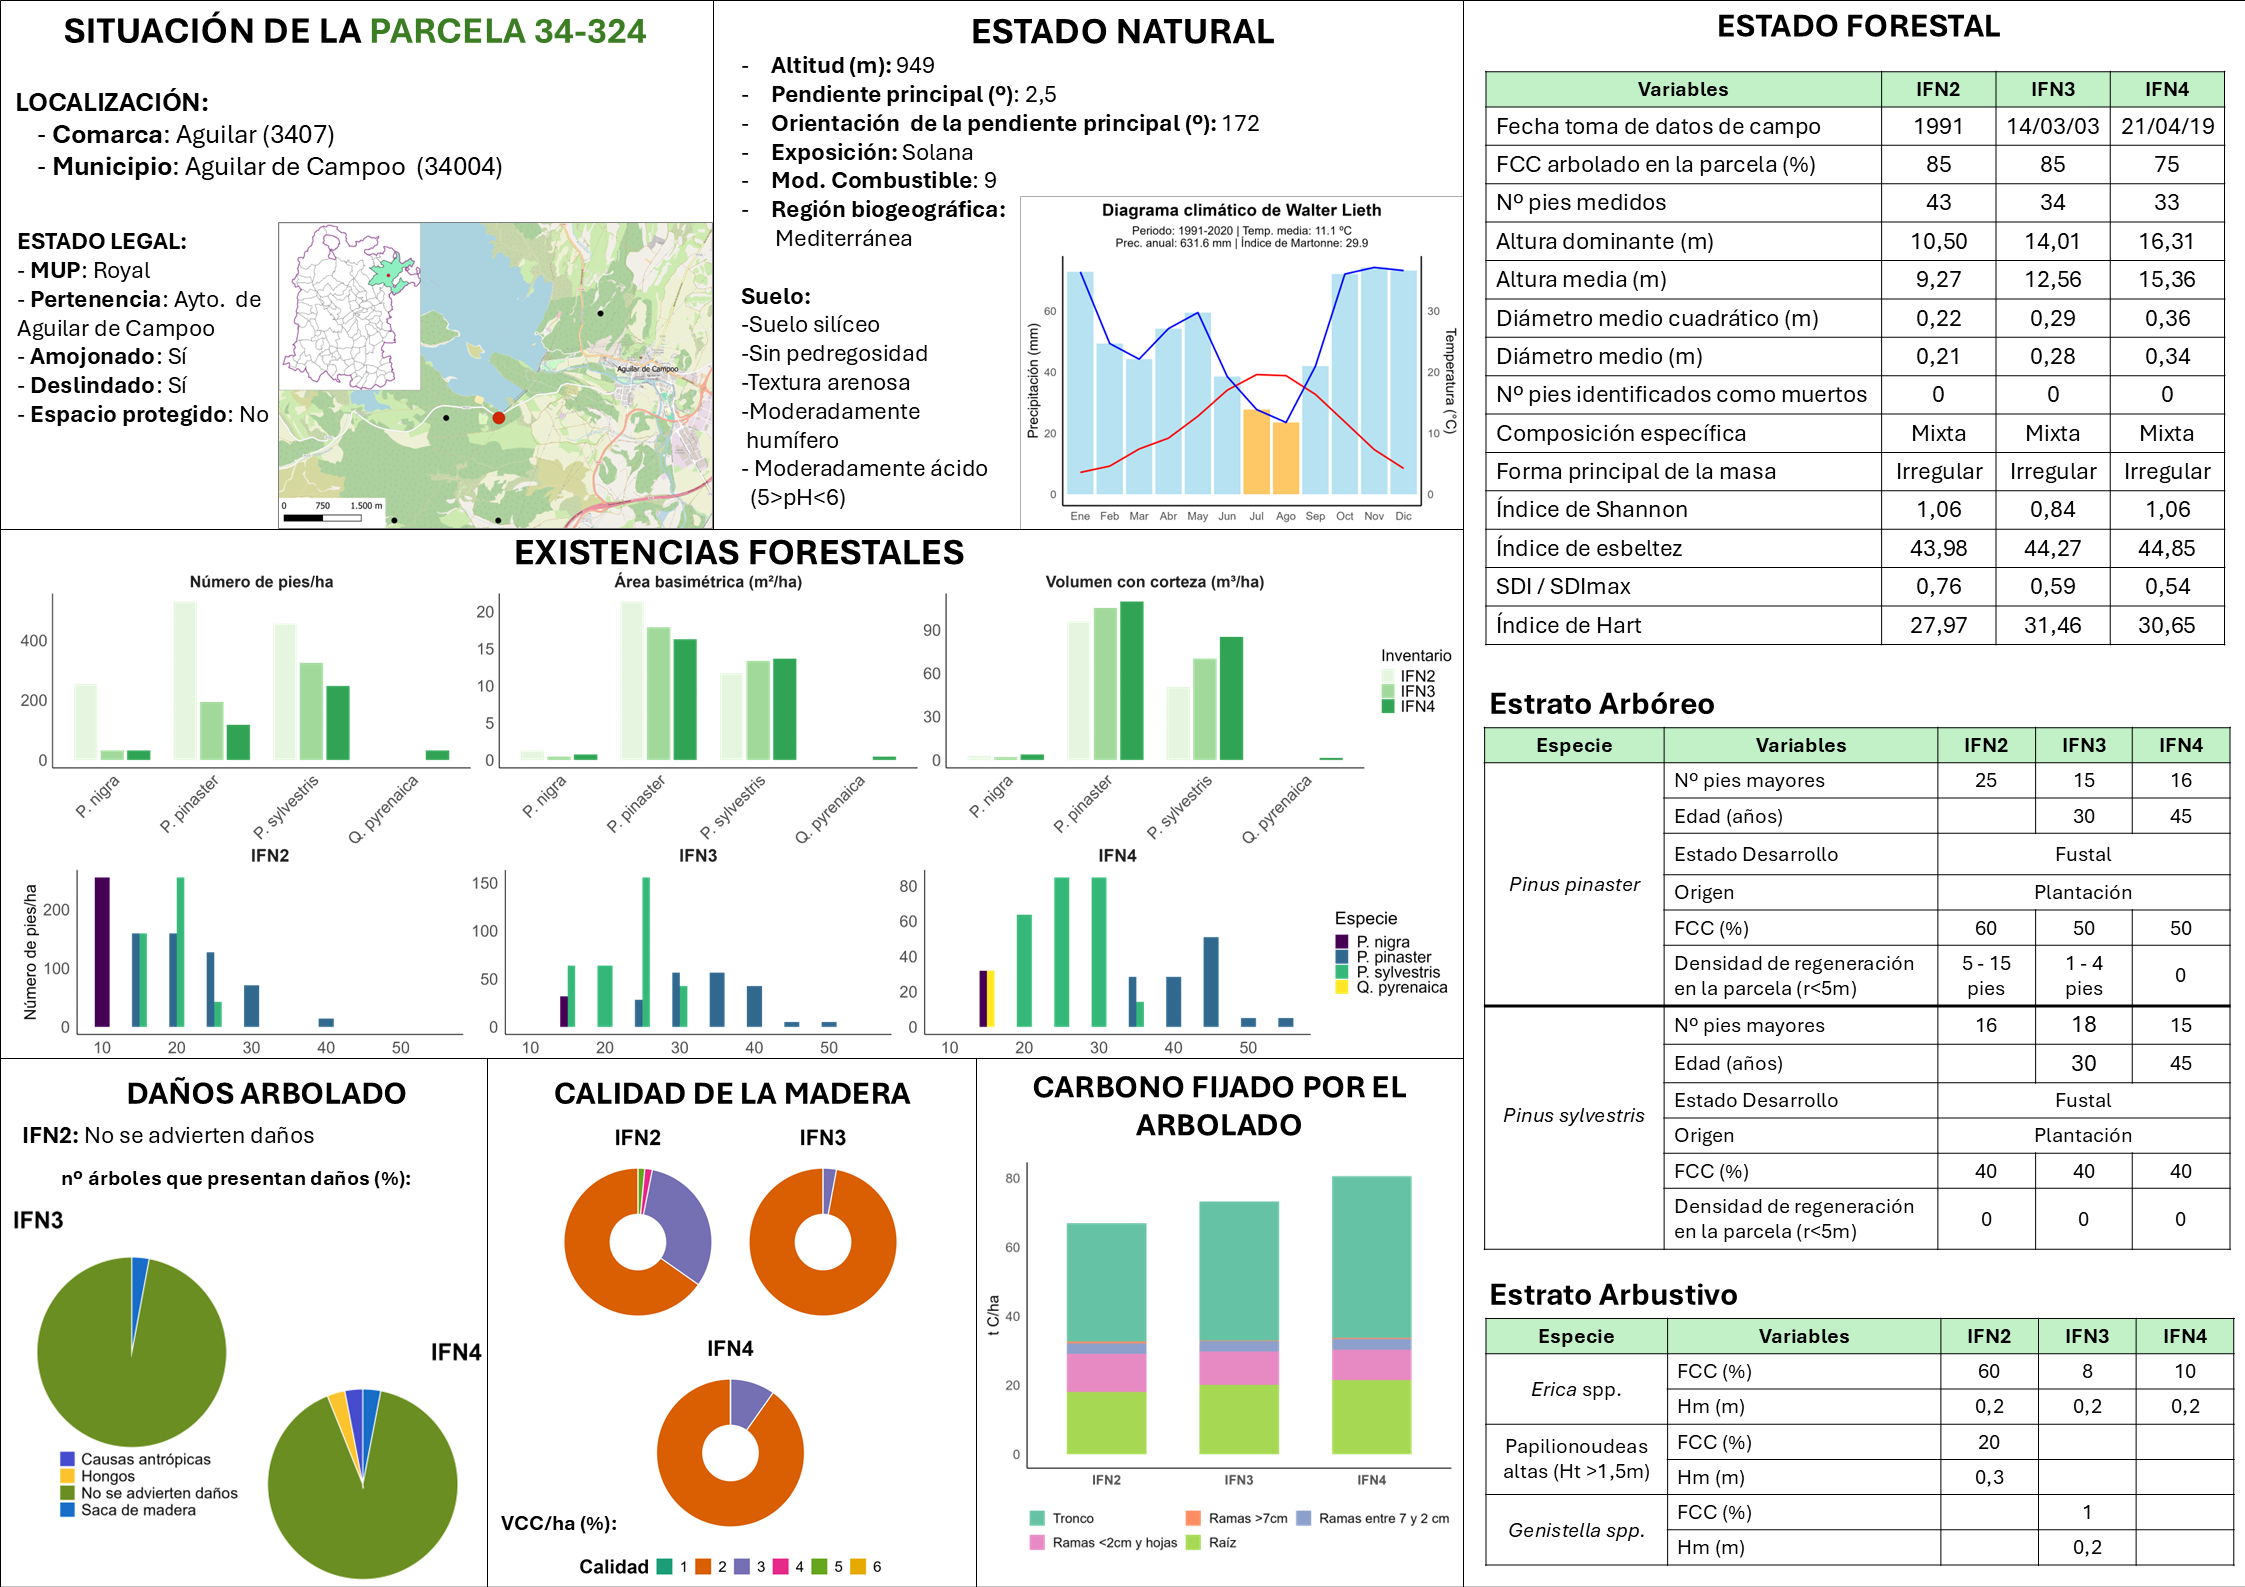 SITUACIÓN DE LA PARCELA 34-324
LOCALIZACIÓN:
- Comarca: Aguilar (3407)
- Municipio: Aguilar de Campoo (34004)
ESTADO LEGAL:
- MUP: Royal
- Pertenencia: Ayto. de
Aguilar de Campoo
- Amojonado: Sí
- Deslindado: Sí
- Espacio protegido: No
Aguilar de Campoo
0 750 1.500 m
ESTADO NATURAL
- Altitud (m): 949
- Pendiente principal (º): 2,5
- Orientación de la pendiente principal (º): 172
- Exposición: Solana
- Mod. Combustible: 9
- Región biogeográfica:
Mediterránea
Suelo:
-Suelo silíceo
-Sin pedregosidad
-Textura arenosa
-Moderadamente
humífero
- Moderadamente ácido
(5>pH<6)
Diagrama climático de Walter Lieth
Periodo: 1991-2020 | Temp. media: 11.1 ºC
Prec. anual: 631.6 mm | Índice de Martonne: 29.9
Precipitación (mm)
60
40
20
0
Temperatura (°C)
30
20
10
0
Ene Feb Mar Abr May Jun Jul Ago Sep Oct Nov Dic
EXISTENCIAS FORESTALES
Número de pies/ha
400
200
0
P. nigra P. pinaster P. sylvestris Q. pyrenaica
Área basimétrica (m²/ha)
20
15
10
5
0
P. nigra P. pinaster P. sylvestris Q. pyrenaica
Volumen con corteza (m³/ha)
90
60
30
0
P. nigra P. pinaster P. sylvestris Q. pyrenaica
Inventario
IFN2
IFN3
IFN4
IFN2
Número de pies/ha
200
100
0
10 20 30 40 50
IFN3
150
100
50
0
10 20 30 40 50
IFN4
80
60
40
20
0
10 20 30 40 50
Especie
P. nigra
P. pinaster
P. sylvestris
Q. pyrenaica
DAÑOS ARBOLADO
IFN2: No se advierten daños
nº árboles que presentan daños (%):
IFN3
IFN4
Causas antrópicas
Hongos
No se advierten daños
Saca de madera
CALIDAD DE LA MADERA
IFN2 IFN3
IFN4
VCC/ha (%):
Calidad 1 2 3 4 5 6
CARBONO FIJADO POR EL
ARBOLADO
t C/ha
80
60
40
20
0
IFN2 IFN3 IFN4
Tronco Ramas >7cm Ramas entre 7 y 2 cm
Ramas <2cm y hojas Raíz
ESTADO FORESTAL
Variables IFN2 IFN3 IFN4
Fecha toma de datos de campo 1991 14/03/03 21/04/19
FCC arbolado en la parcela (%) 85 85 75
Nº pies medidos 43 34 33
Altura dominante (m) 10,50 14,01 16,31
Altura media (m) 9,27 12,56 15,36
Diámetro medio cuadrático (m) 0,22 0,29 0,36
Diámetro medio (m) 0,21 0,28 0,34
Nº pies identificados como muertos 0 0 0
Composición específica Mixta Mixta Mixta
Forma principal de la masa Irregular Irregular Irregular
Índice de Shannon 1,06 0,84 1,06
Índice de esbeltez 43,98 44,27 44,85
SDI / SDImax 0,76 0,59 0,54
Índice de Hart 27,97 31,46 30,65
Estrato Arbóreo
Especie Variables IFN2 IFN3 IFN4
Pinus pinaster
Nº pies mayores 25 15 16
Edad (años) 30 45
Estado Desarrollo Fustal
Origen Plantación
FCC (%) 60 50 50
Densidad de regeneración
en la parcela (r<5m)
5 - 15
pies
1 - 4
pies
0
Pinus sylvestris
Nº pies mayores 16 18 15
Edad (años) 30 45
Estado Desarrollo Fustal
Origen Plantación
FCC (%) 40 40 40
Densidad de regeneración
en la parcela (r<5m)
0 0 0
Estrato Arbustivo
Especie Variables IFN2 IFN3 IFN4
Erica spp.
FCC (%) 60 8 10
Hm (m) 0,2 0,2 0,2
Papilionoudeas
altas (Ht >1,5m)
FCC (%) 20
Hm (m) 0,3
Genistella spp.
FCC (%) 1
Hm (m) 0,2